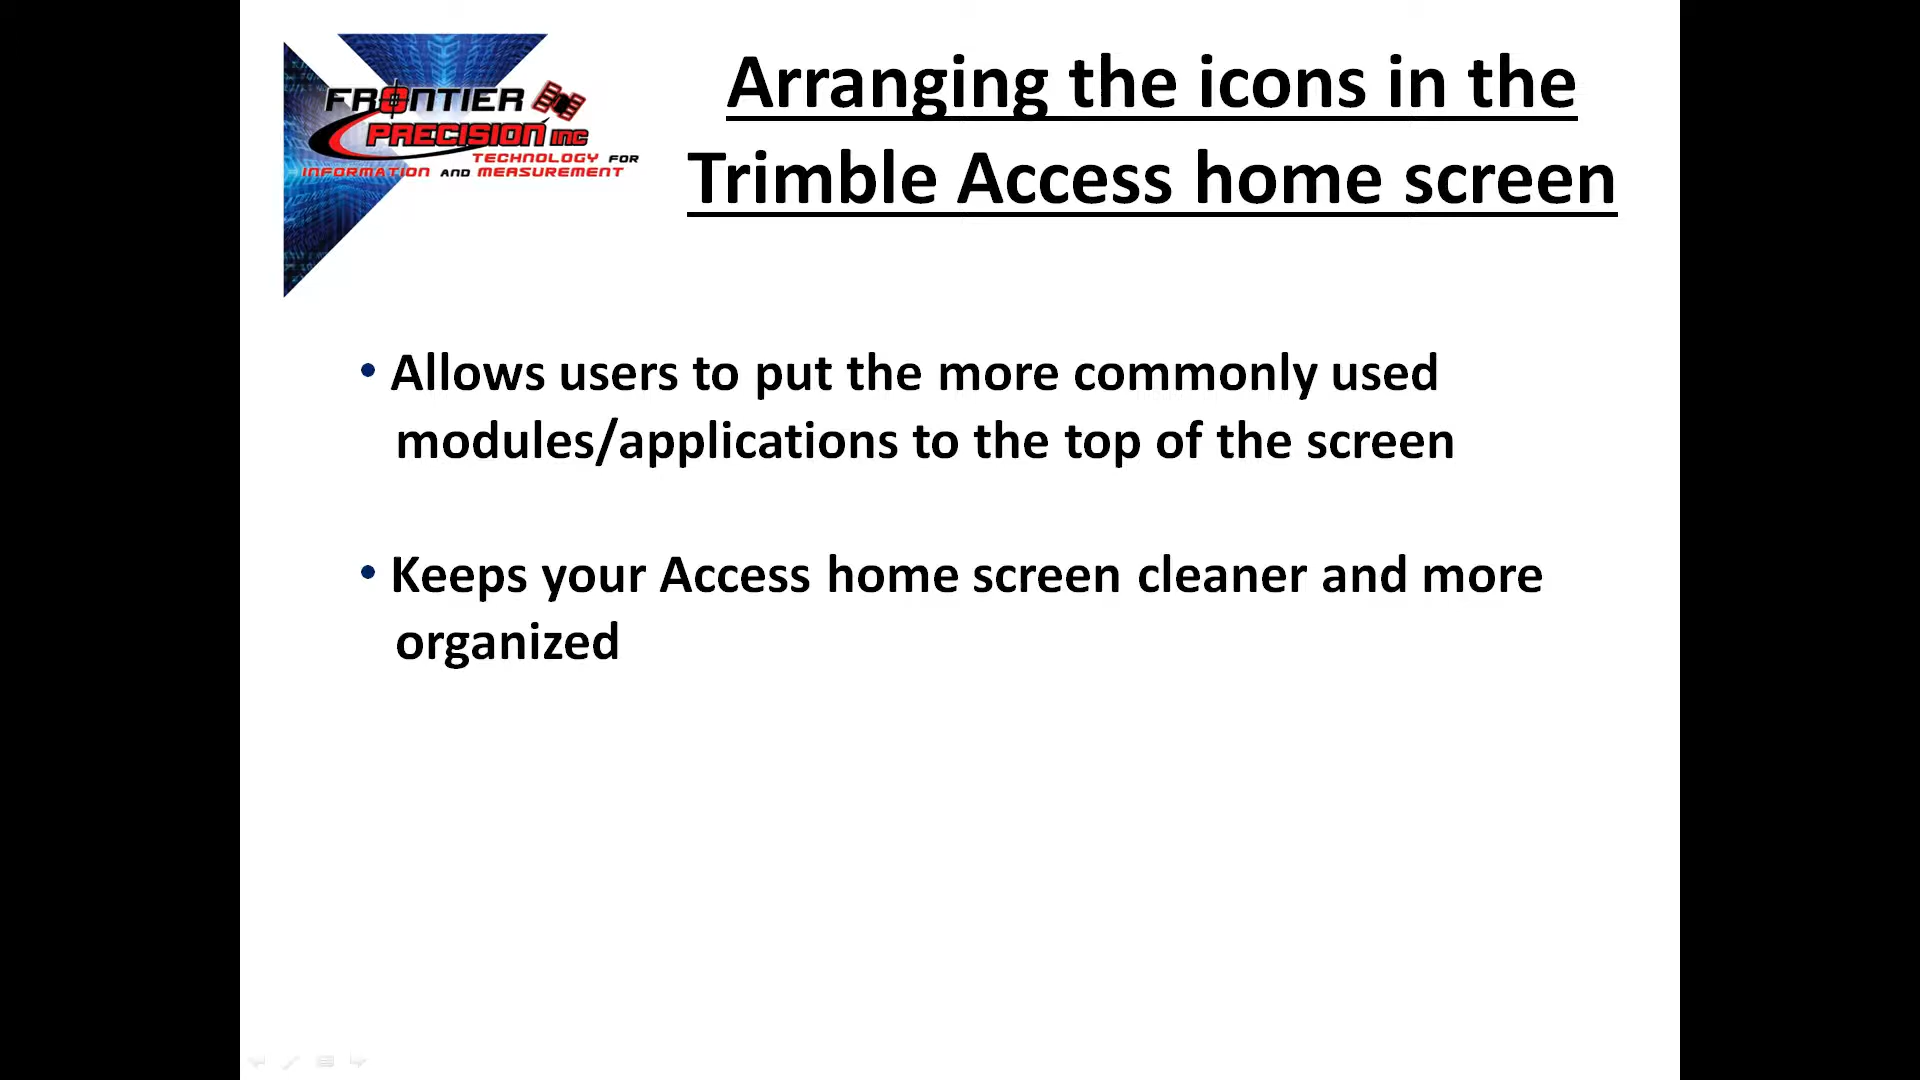 FRONTIER
PRECISION INC
TECHNOLOGY FOR
INFORMATION AND MEASUREMENT
Arranging the icons in the
Trimble Access home screen
• Allows users to put the more commonly used
modules/applications to the top of the screen
• Keeps your Access home screen cleaner and more
organized